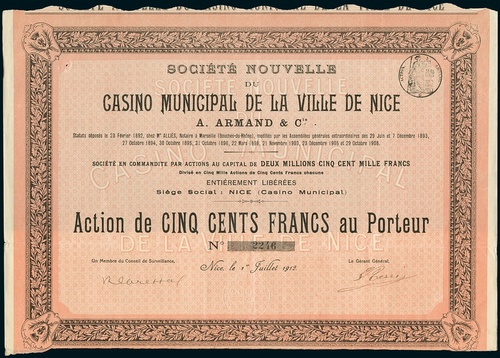 SOCIÉTÉ NOUVELLE
DU
CASINO MUNICIPAL DE LA VILLE DE NICE
A. ARMAND & Cie
Statuts déposés le 28 Février 1892, chez Me ALLIÈS, Notaire à Marseille (Bouches-du-Rhône), modifiés par les Assemblées générales extraordinaires des 29 Juin et 7 Décembre 1893,
27 Octobre 1894, 30 Octobre 1895, 31 Octobre 1896, 22 Mars 1898, 21 Novembre 1903, 23 Décembre 1905 et 29 Octobre 1908.
SOCIÉTÉ EN COMMANDITE PAR ACTIONS AU CAPITAL DE DEUX MILLIONS CINQ CENT MILLE FRANCS
Divisé en Cinq Mille Actions de Cinq Cents Francs chacune
ENTIÈREMENT LIBÉRÉES
Siège Social : NICE (Casino Municipal)
Action de CINQ CENTS FRANCS au Porteur
No 2246
Un Membre du Conseil de Surveillance,
Le Gérant Général,
Nice, le 1er Juillet 1912.